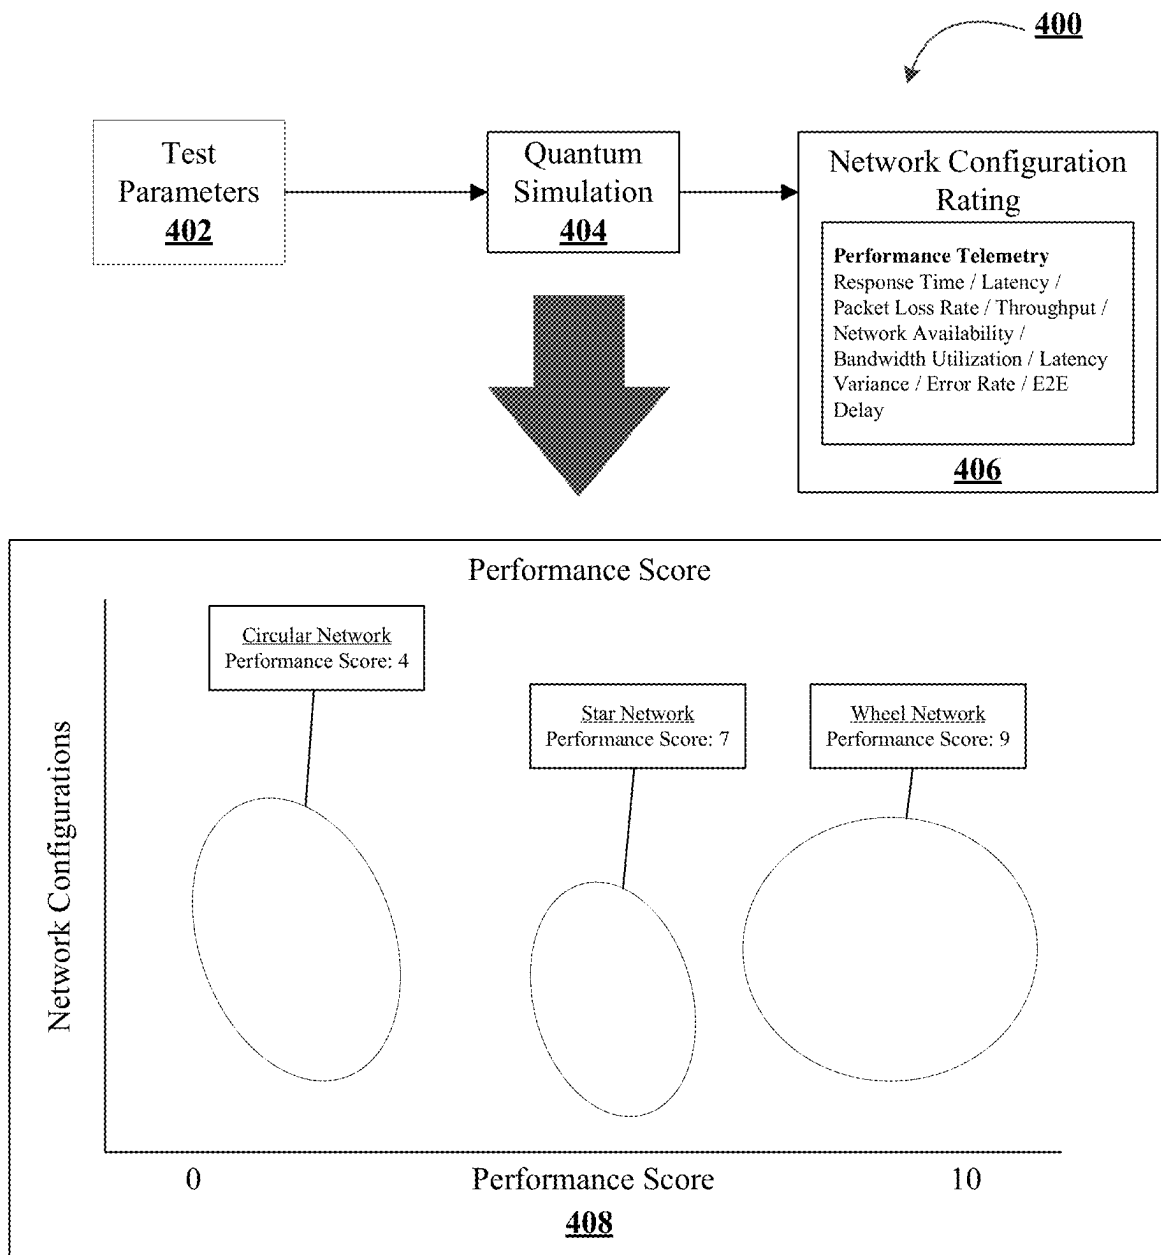 400
Test
Parameters
402
Quantum
Simulation
404
Network Configuration
Rating
Performance Telemetry
Response Time / Latency /
Packet Loss Rate / Throughput /
Network Availability /
Bandwidth Utilization / Latency
Variance / Error Rate / E2E
Delay
406
Performance Score
Circular Network
Performance Score: 4
Star Network
Performance Score: 7
Wheel Network
Performance Score: 9
Network Configurations
0
Performance Score
10
408